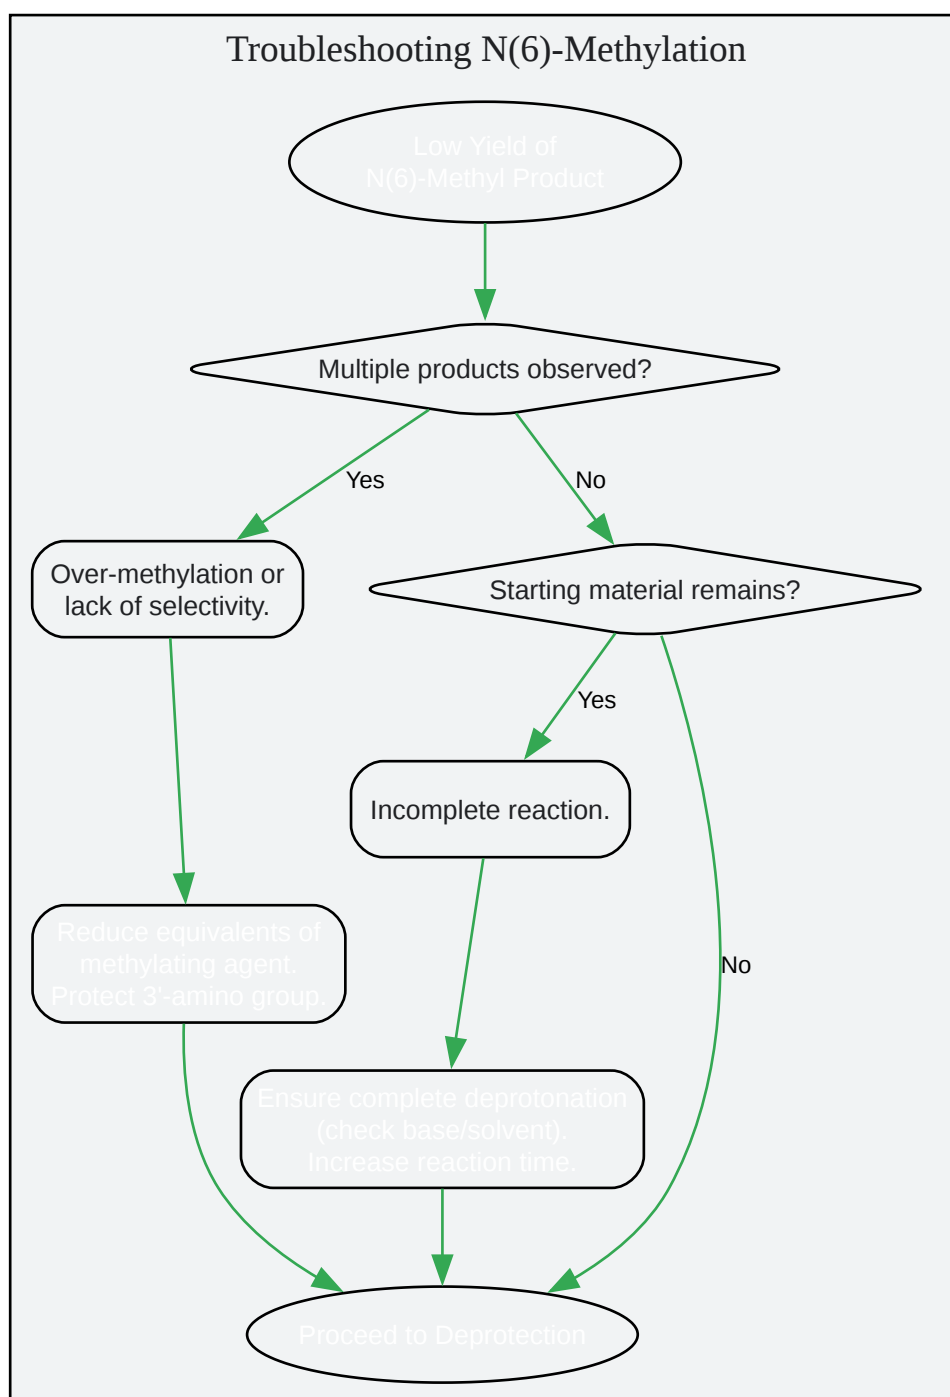 Troubleshooting N(6)-Methylation
Low Yield of
N(6)-Methyl Product
Multiple products observed?
Yes
No
Over-methylation or
lack of selectivity.
Starting material remains?
Yes
Incomplete reaction.
Reduce equivalents of
methylating agent.
Protect 3'-amino group.
No
Ensure complete deprotonation
(check base/solvent).
Increase reaction time.
Proceed to Deprotection